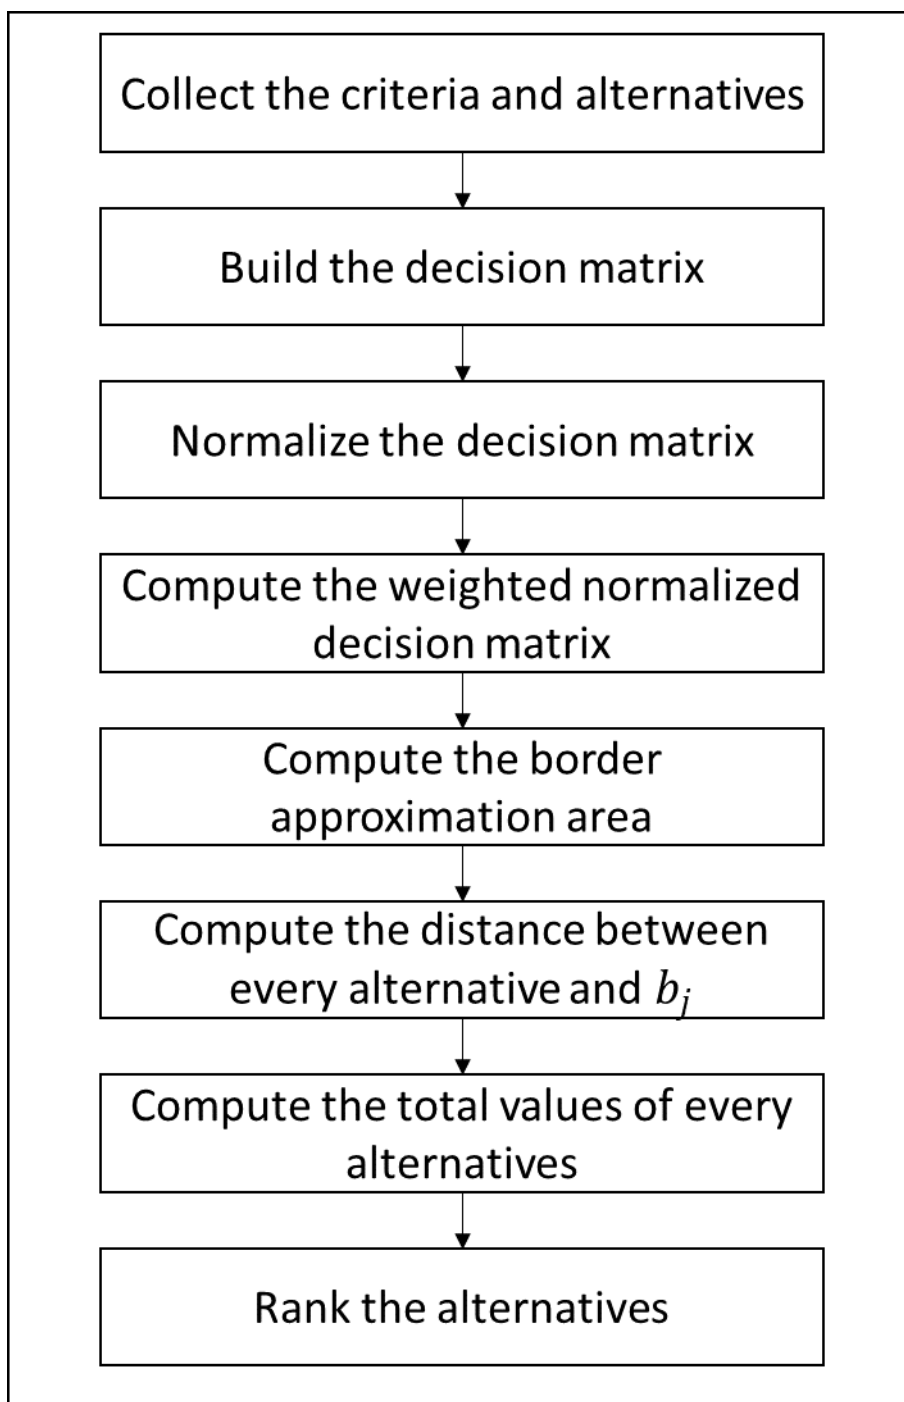 Collect the criteria and alternatives
Build the decision matrix
Normalize the decision matrix
Compute the weighted normalized
decision matrix
Compute the border
approximation area
Compute the distance between
every alternative and b_j
Compute the total values of every
alternatives
Rank the alternatives